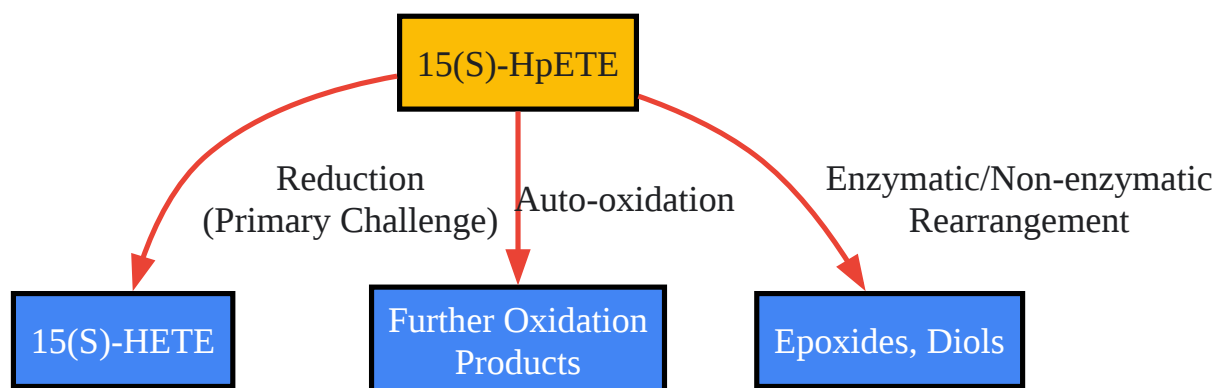 15(S)-HpETE
Reduction
(Primary Challenge)
Auto-oxidation
Enzymatic/Non-enzymatic
Rearrangement
15(S)-HETE
Further Oxidation
Products
Epoxides, Diols